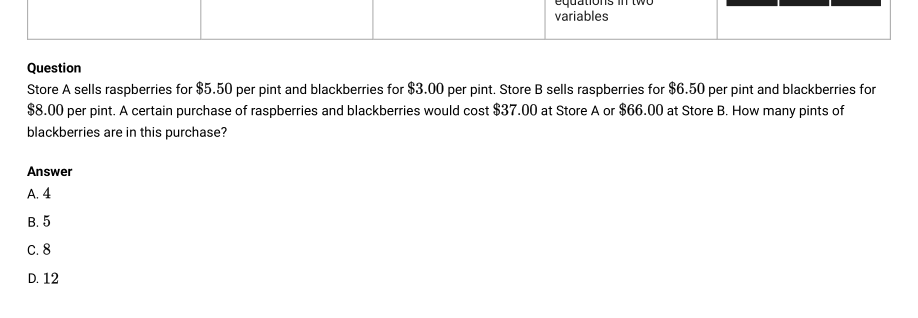 equations in two
variables
Question
Store A sells raspberries for $5.50 per pint and blackberries for $3.00 per pint. Store B sells raspberries for $6.50 per pint and blackberries for
$8.00 per pint. A certain purchase of raspberries and blackberries would cost $37.00 at Store A or $66.00 at Store B. How many pints of
blackberries are in this purchase?
Answer
A. 4
B. 5
C. 8
D. 12